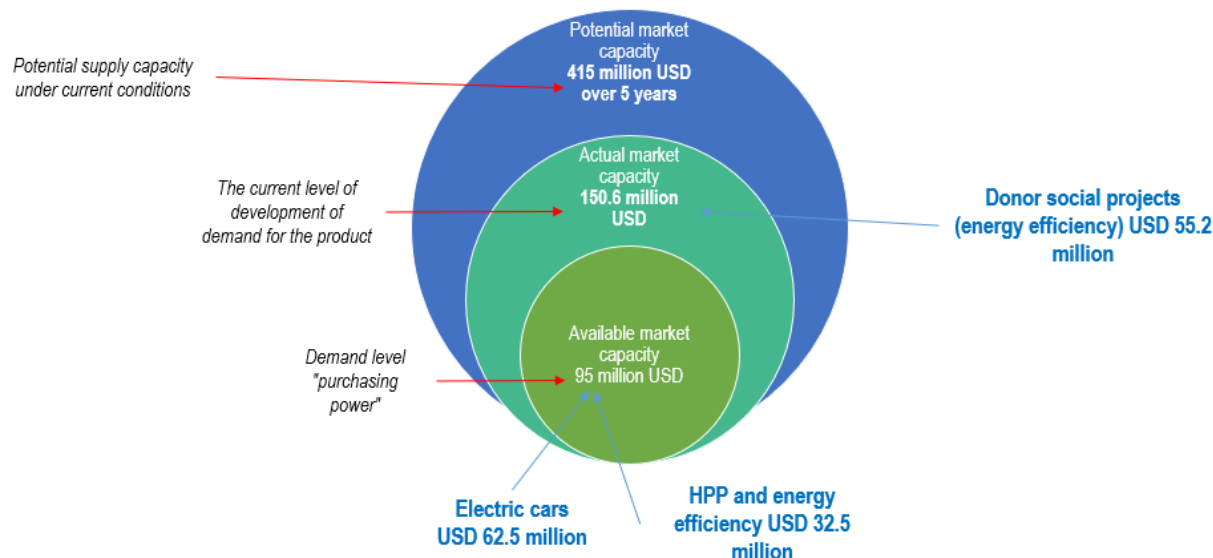 Potential market
capacity
415 million USD
over 5 years
Potential supply capacity
under current conditions
Actual market
capacity
150.6 million
USD
The current level of
development of
demand for the product
Donor social projects
(energy efficiency) USD 55.2
million
Available market
capacity
95 million USD
Demand level
"purchasing
power"
Electric cars
USD 62.5 million
HPP and energy
efficiency USD 32.5
million